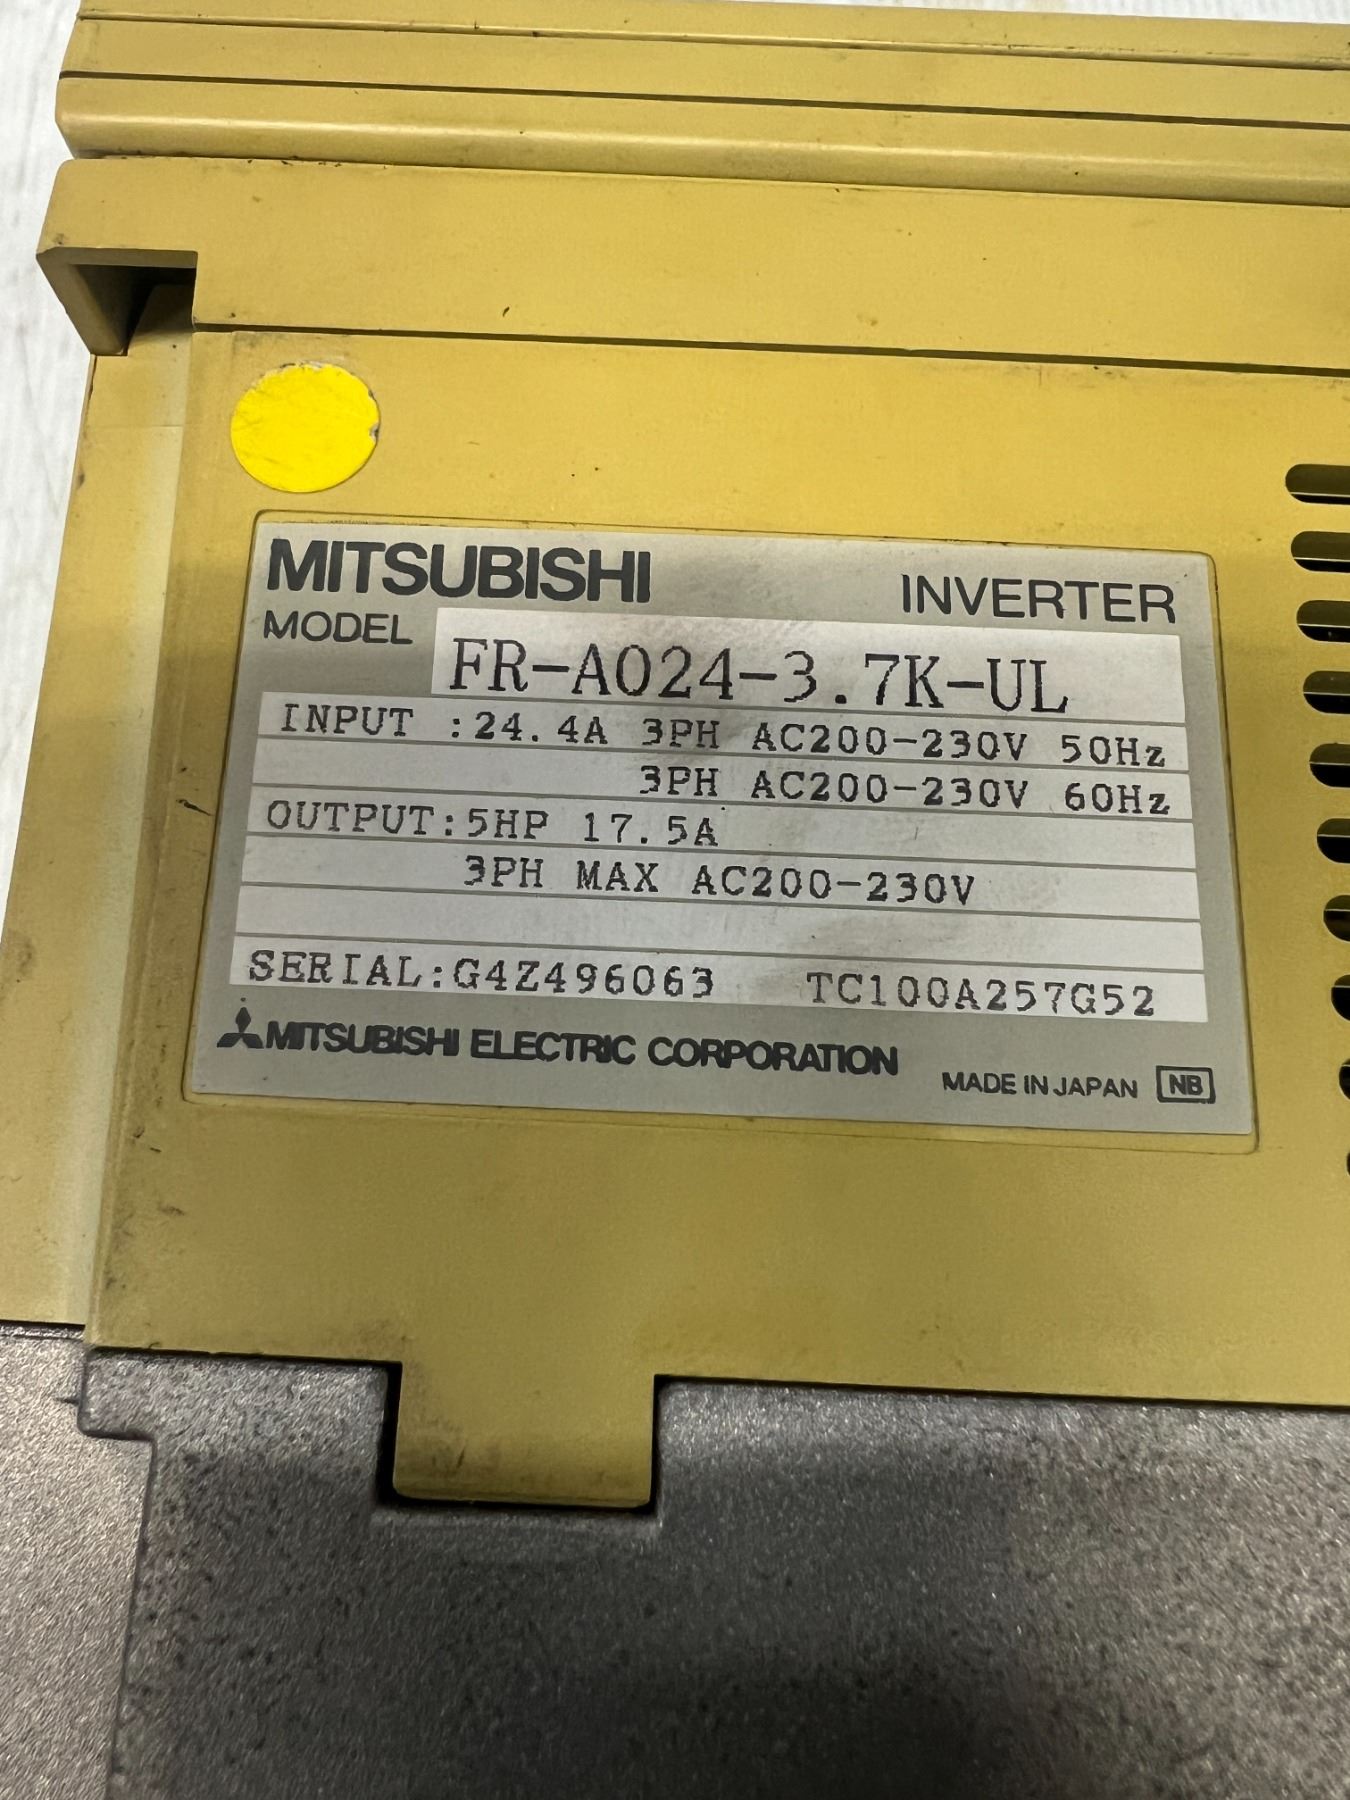 MITSUBISHI INVERTER
MODEL FR-A024-3.7K-UL
INPUT :24.4A 3PH AC200-230V 50Hz
3PH AC200-230V 60Hz
OUTPUT:5HP 17.5A
3PH MAX AC200-230V
SERIAL:G4Z496063 TC100A257G52
MITSUBISHI ELECTRIC CORPORATION
MADE IN JAPAN NB